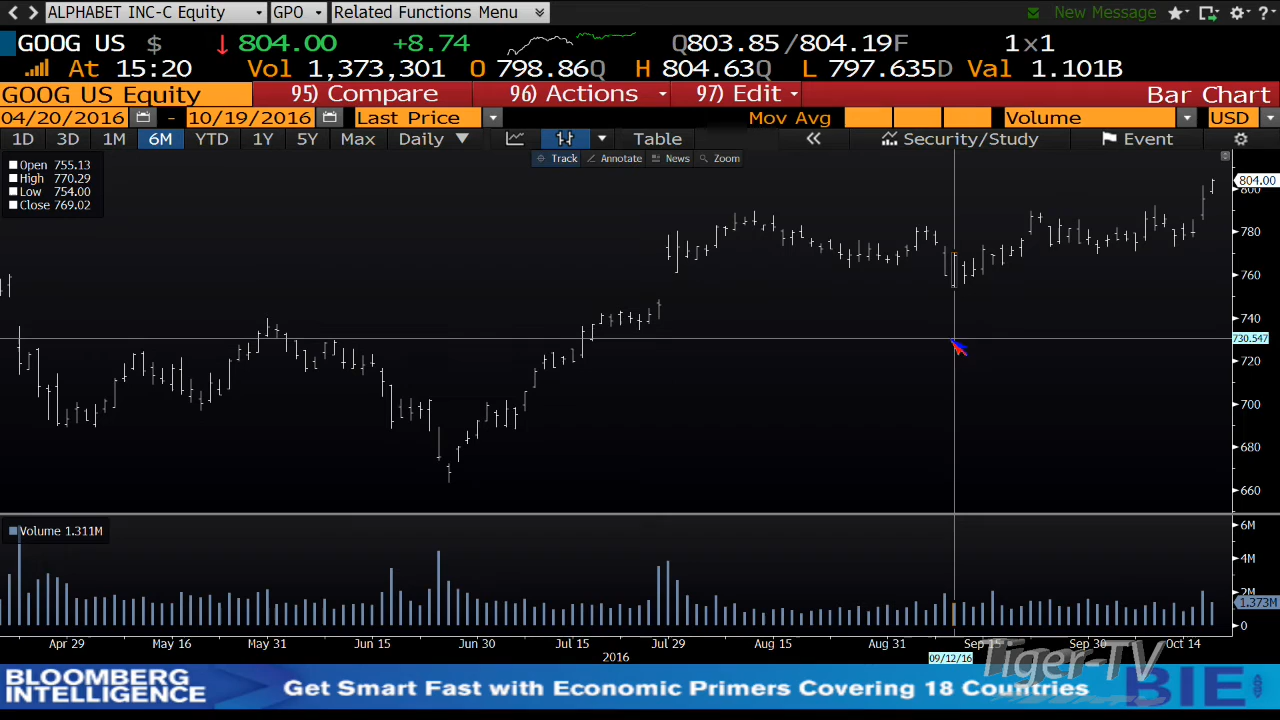 ALPHABET INC-C Equity GPO Related Functions Menu New Message ?
GOOG US $ ↓ 804.00 +8.74 Q803.85/804.19F 1x1
At 15:20 Vol 1,373,301 O 798.86Q H 804.63Q L 797.635D Val 1.101B
GOOG US Equity 95) Compare 96) Actions 97) Edit Bar Chart
04/20/2016 - 10/19/2016 Last Price Mov Avg Volume USD
1D 3D 1M 6M YTD 1Y 5Y Max Daily ▼ Table « Security/Study Event
Track Annotate News Zoom
Open 755.13
High 770.29
Low 754.00
Close 769.02
804.00
800
780
760
740
730.547
720
700
680
660
Volume 1.311M
6M
4M
2M
1.373M
0
Apr 29 May 16 May 31 Jun 15 Jun 30 Jul 15 Jul 29 Aug 15 Aug 31 Sep 15 Sep 30 Oct 14
2016
09/12/16
Tiger-TV
BLOOMBERG
INTELLIGENCE
Get Smart Fast with Economic Primers Covering 18 Countries
BIE